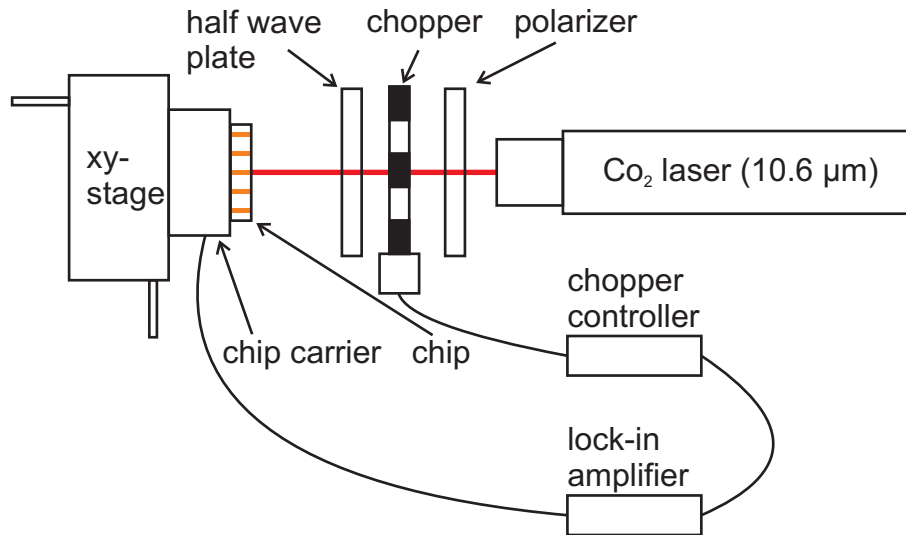 half wave
plate
chopper
polarizer
xy-
stage
Co₂ laser (10.6 µm)
chip carrier
chip
chopper
controller
lock-in
amplifier